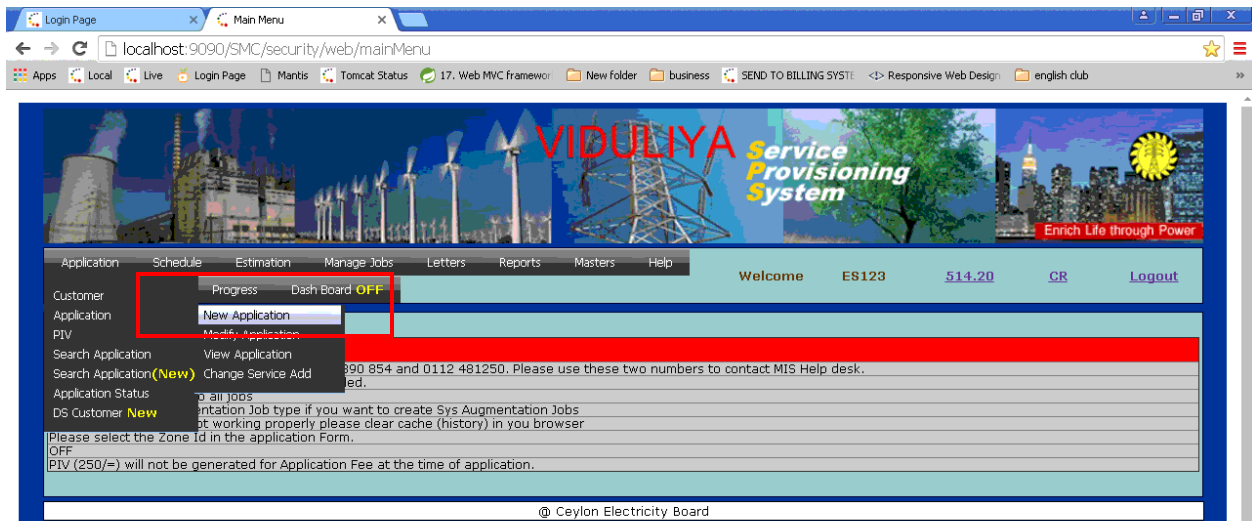 Login Page
Main Menu
localhost:9090/SMC/security/web/mainMenu
Apps Local Live Login Page Mantis Tomcat Status 17. Web MVC framewor New folder business SEND TO BILLING SYSTE Responsive Web Design english club
VIDULIYA
Service
Provisioning
System
Enrich Life through Power
Application Schedule Estimation Manage Jobs Letters Reports Masters Help
Welcome ES123 514.20 CR Logout
Progress Dash Board OFF
Customer
Application New Application
PIV Modify Application
Search Application View Application
Search Application(New) Change Service Add
Application Status
DS Customer New
390 854 and 0112 481250. Please use these two numbers to contact MIS Help desk.
led.
o all jobs
entation Job type if you want to create Sys Augmentation Jobs
ot working properly please clear cache (history) in you browser
Please select the Zone Id in the application Form.
OFF
PIV (250/=) will not be generated for Application Fee at the time of application.
@ Ceylon Electricity Board